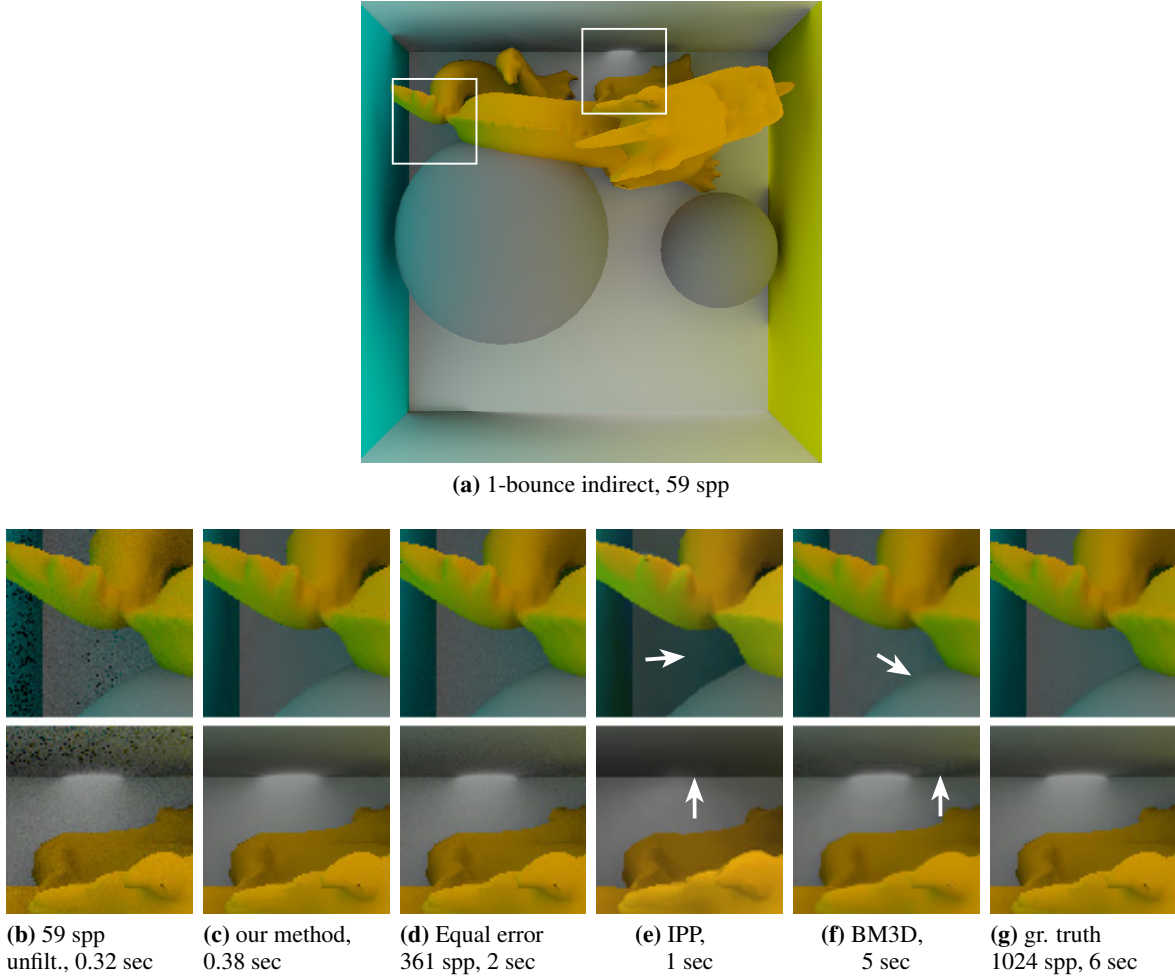 (a) 1-bounce indirect, 59 spp
(b) 59 spp
unfilt., 0.32 sec
(c) our method,
0.38 sec
(d) Equal error
361 spp, 2 sec
(e) IPP,
1 sec
(f) BM3D,
5 sec
(g) gr. truth
1024 spp, 6 sec